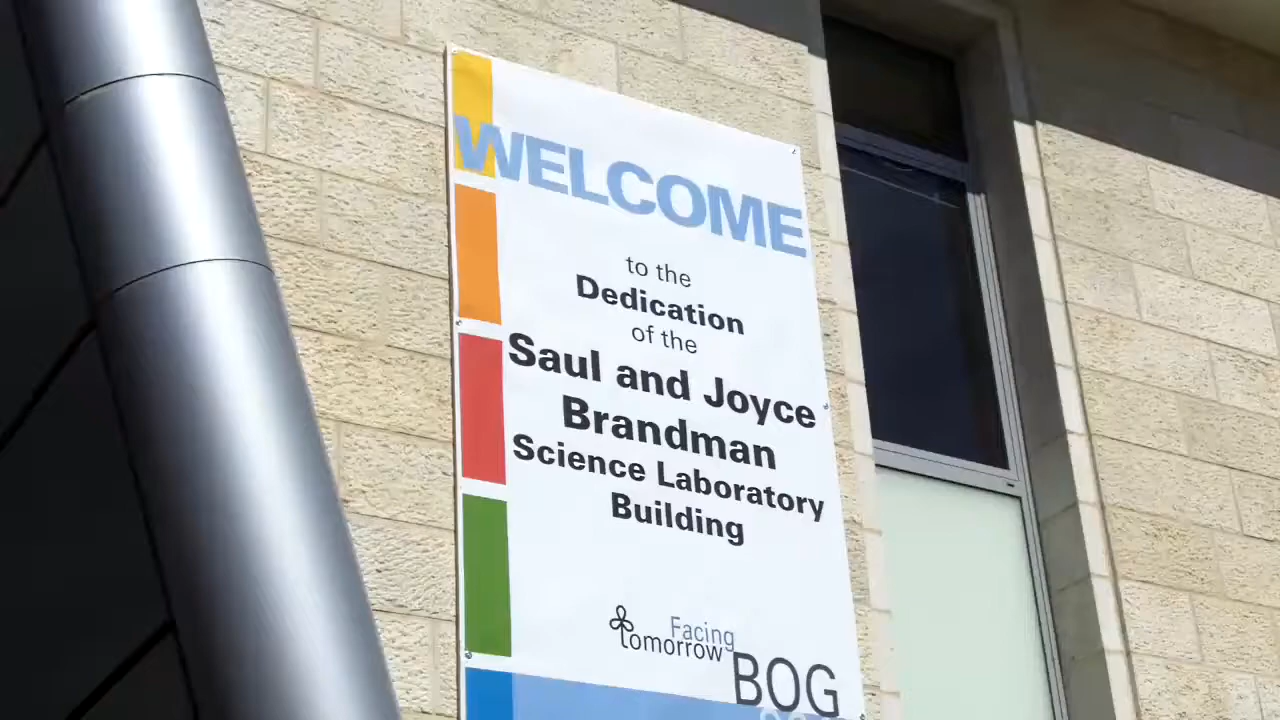 WELCOME
to the
Dedication
of the
Saul and Joyce
Brandman
Science Laboratory
Building
Facing
tomorrow
BOG